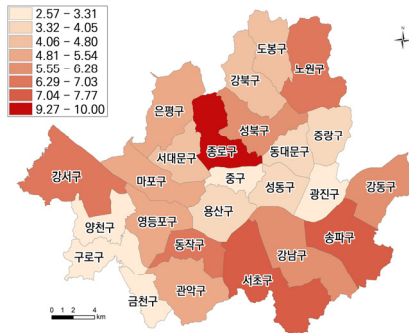 2.57 - 3.31
3.32 - 4.05
4.06 - 4.80
4.81 - 5.54
5.55 - 6.28
6.29 - 7.03
7.04 - 7.77
9.27 - 10.00
도봉구
노원구
강북구
은평구
성북구
중랑구
종로구
동대문구
서대문구
강서구
마포구
중구
성동구
광진구
강동구
용산구
양천구
영등포구
송파구
동작구
강남구
구로구
서초구
관악구
금천구
0 2 4
km